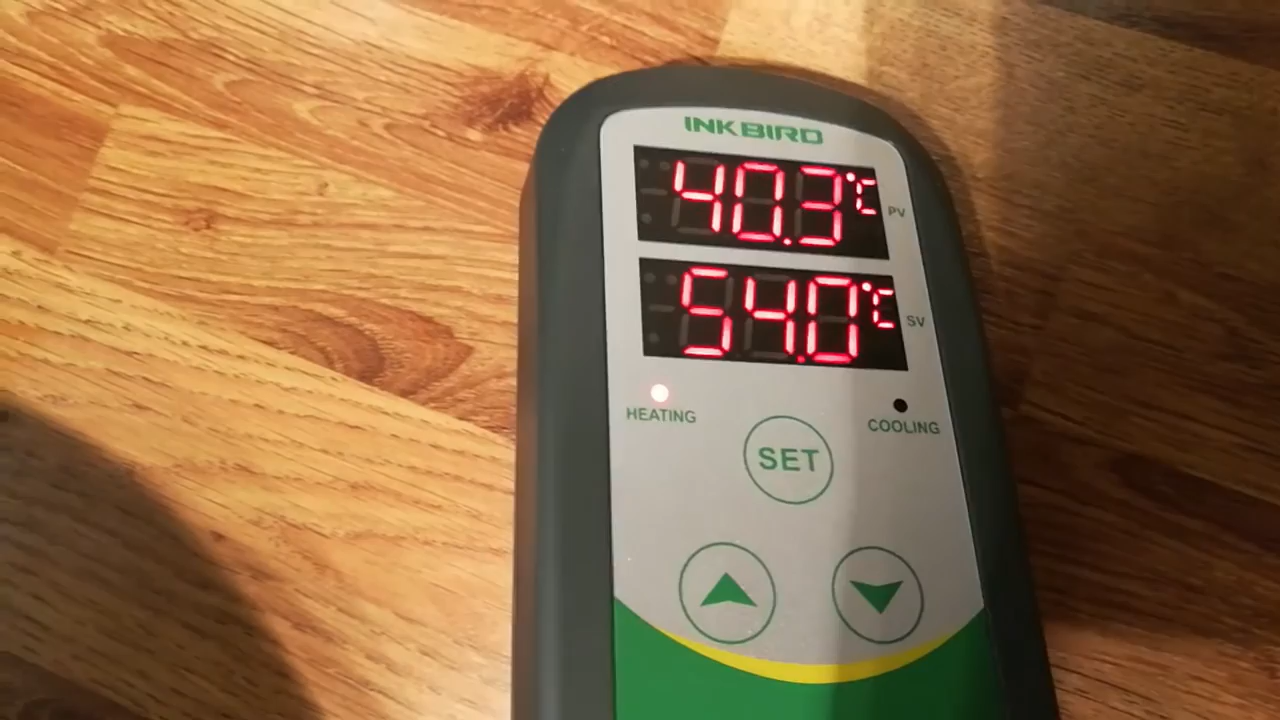 INKBIRD
40.3°C PV
54.0°C SV
HEATING
COOLING
SET